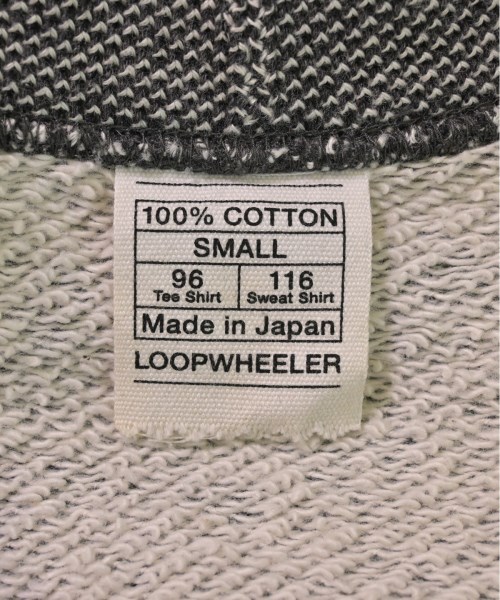 100% COTTON
SMALL
96 116
Tee Shirt Sweat Shirt
Made in Japan
LOOPWHEELER